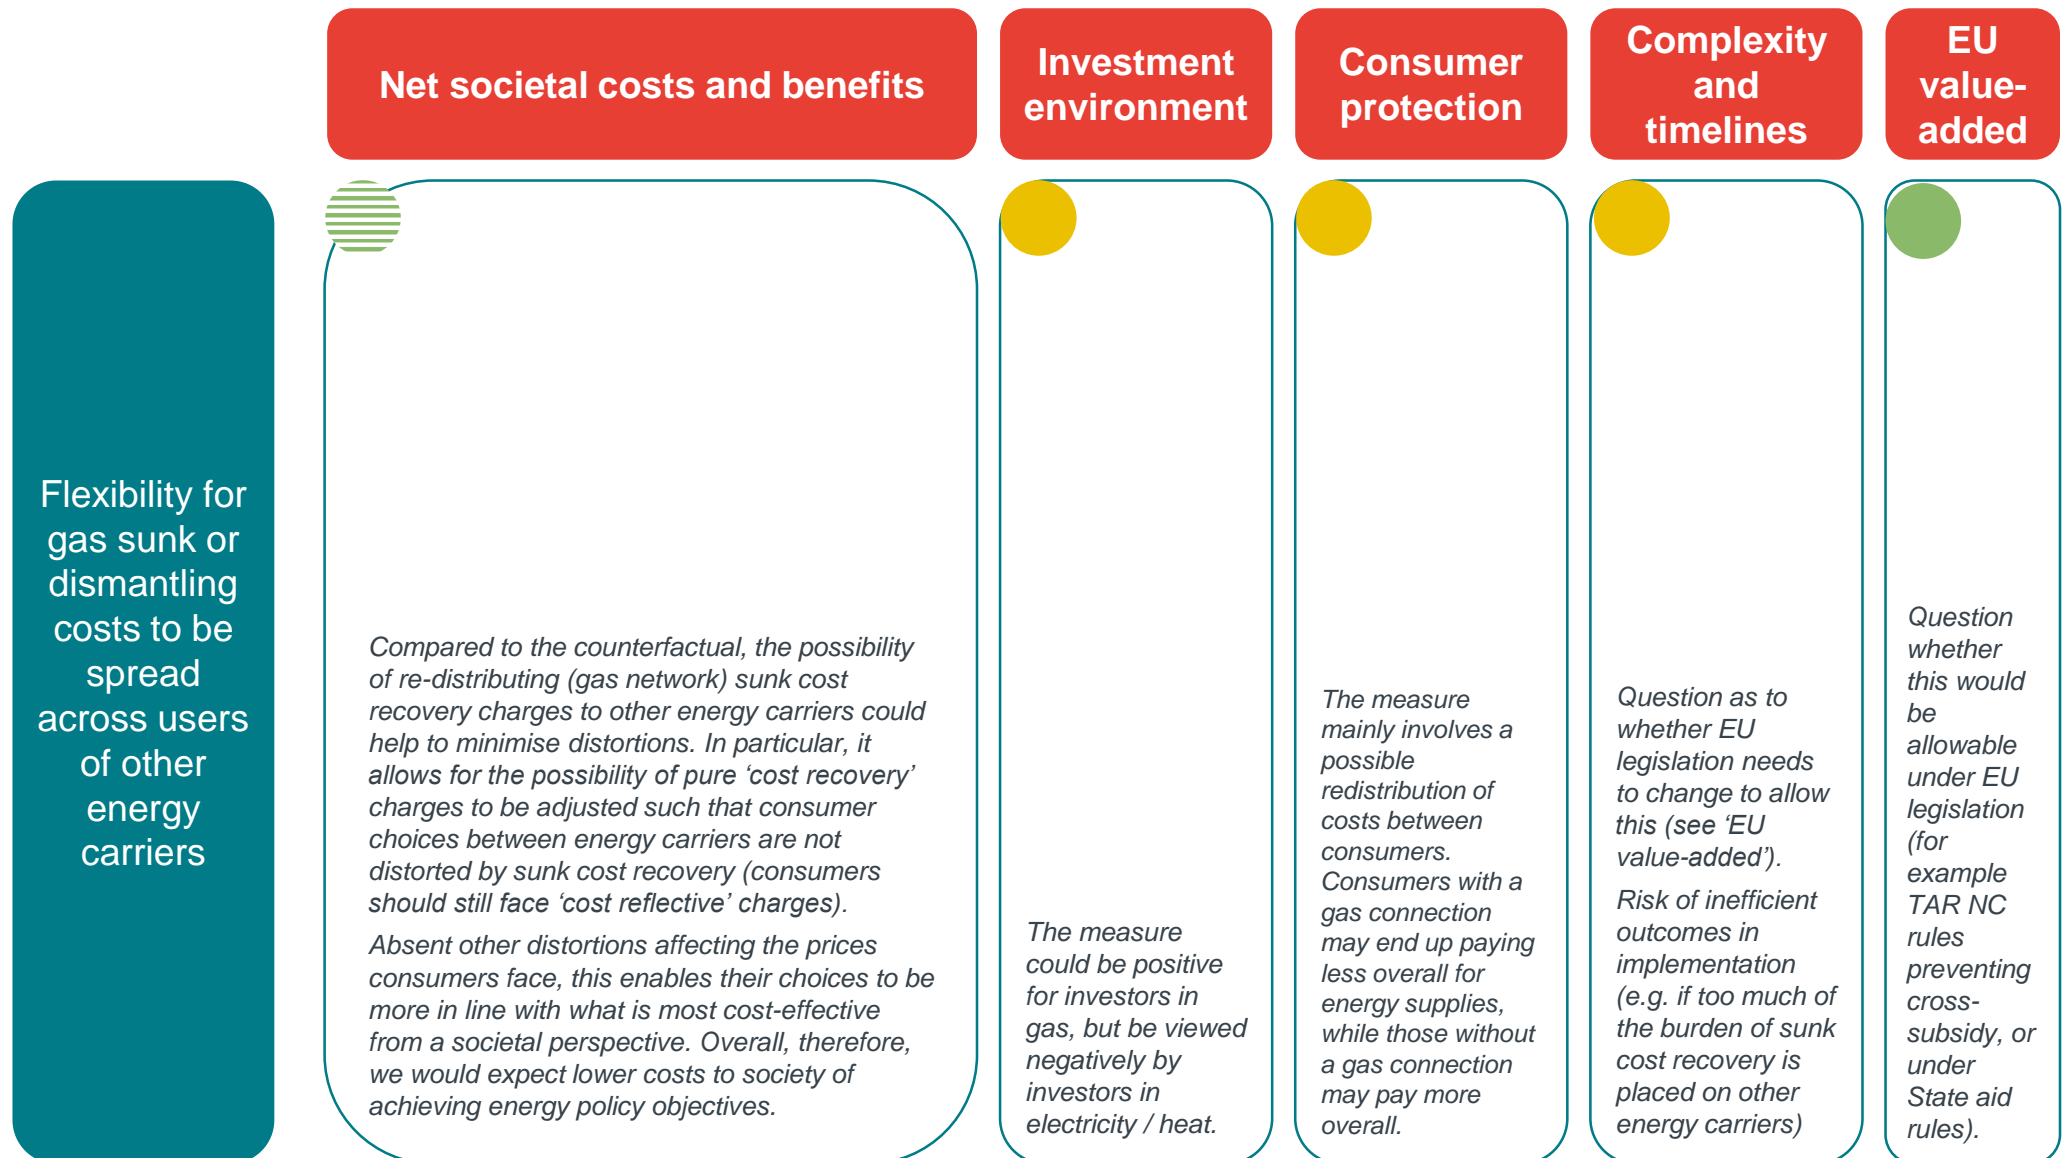 Net societal costs and benefits
Investment
environment
Consumer
protection
Complexity
and
timelines
EU
value-
added
Flexibility for
gas sunk or
dismantling
costs to be
spread
across users
of other
energy
carriers
Compared to the counterfactual, the possibility
of re-distributing (gas network) sunk cost
recovery charges to other energy carriers could
help to minimise distortions. In particular, it
allows for the possibility of pure ‘cost recovery’
charges to be adjusted such that consumer
choices between energy carriers are not
distorted by sunk cost recovery (consumers
should still face ‘cost reflective’ charges).
Absent other distortions affecting the prices
consumers face, this enables their choices to be
more in line with what is most cost-effective
from a societal perspective. Overall, therefore,
we would expect lower costs to society of
achieving energy policy objectives.
The measure
could be positive
for investors in
gas, but be viewed
negatively by
investors in
electricity / heat.
The measure
mainly involves a
possible
redistribution of
costs between
consumers.
Consumers with a
gas connection
may end up paying
less overall for
energy supplies,
while those without
a gas connection
may pay more
overall.
Question as to
whether EU
legislation needs
to change to allow
this (see ‘EU
value-added’).
Risk of inefficient
outcomes in
implementation
(e.g. if too much of
the burden of sunk
cost recovery is
placed on other
energy carriers)
Question
whether
this would
be
allowable
under EU
legislation
(for
example
TAR NC
rules
preventing
cross-
subsidy, or
under
State aid
rules).